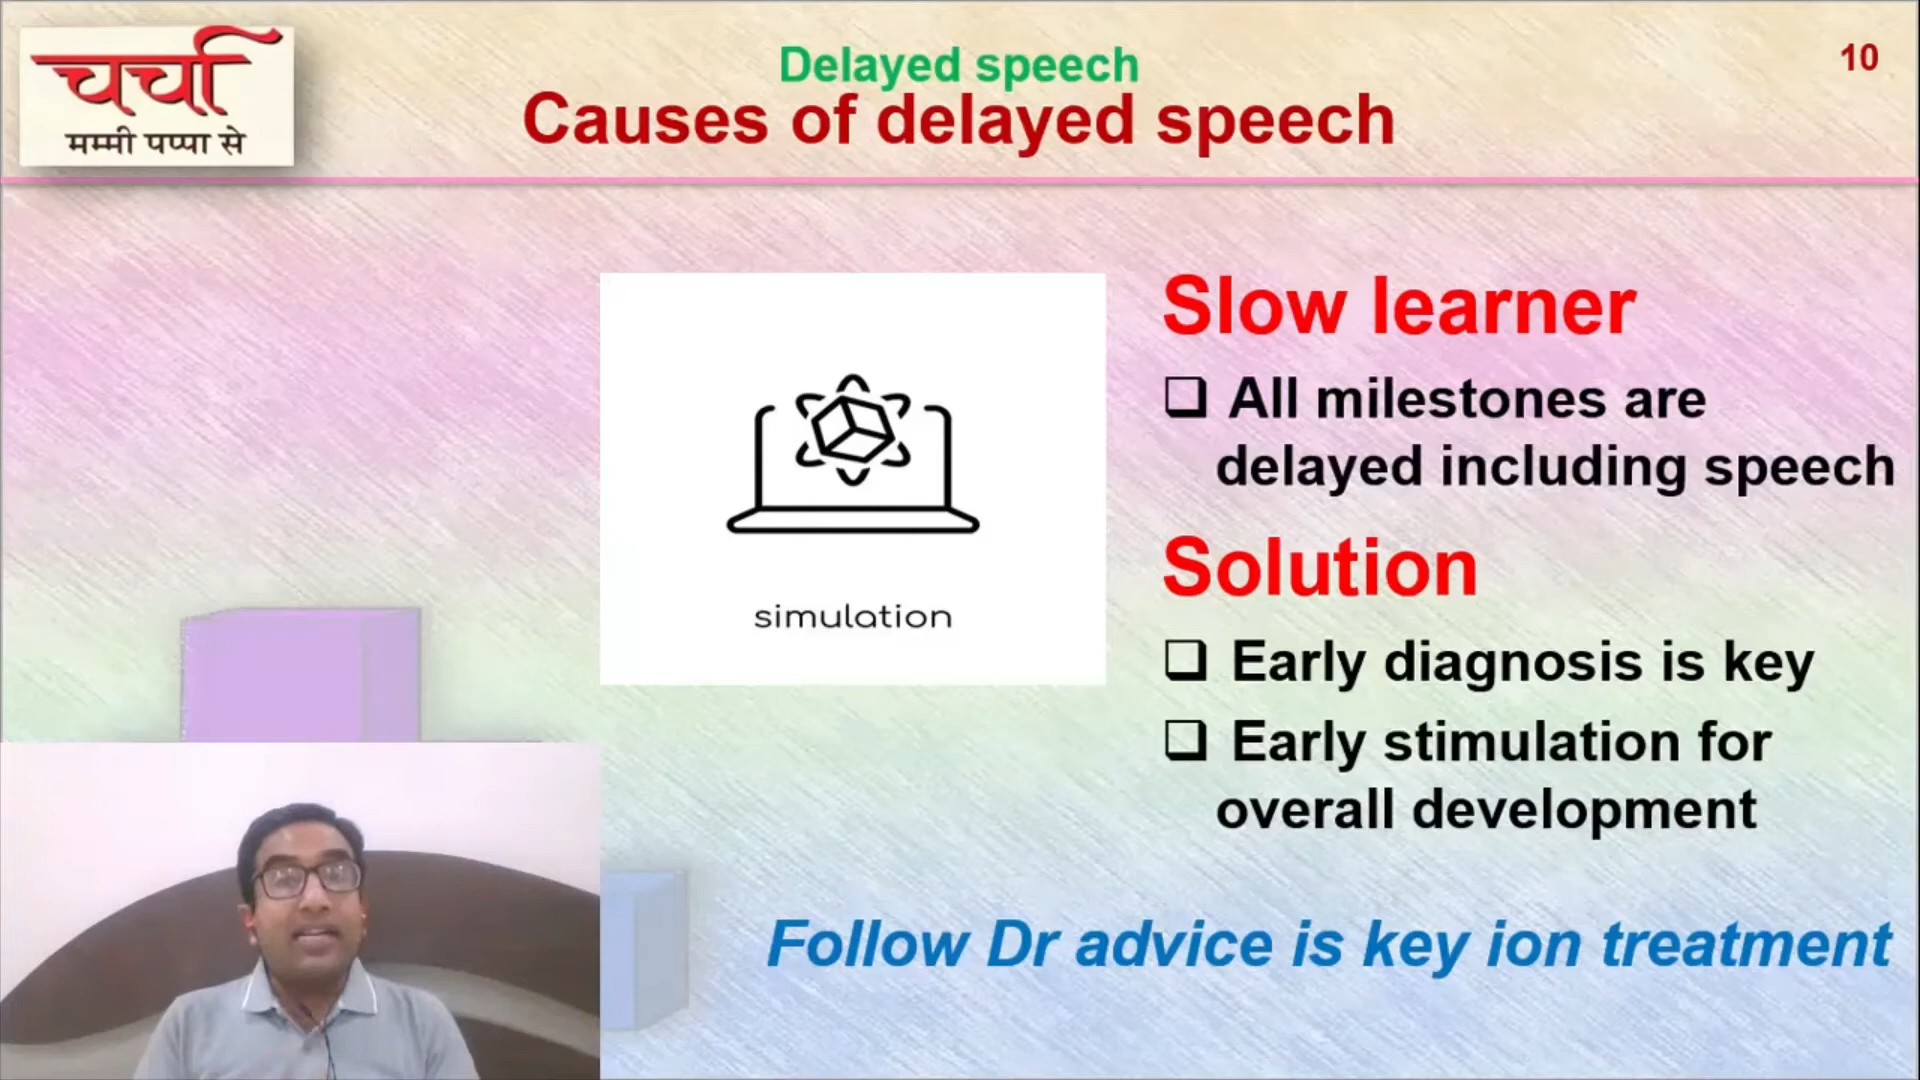 चर्चा
मम्मी पप्पा से
Delayed speech
Causes of delayed speech
10
simulation
Slow learner
❑ All milestones are
delayed including speech
Solution
❑ Early diagnosis is key
❑ Early stimulation for
overall development
Follow Dr advice is key ion treatment